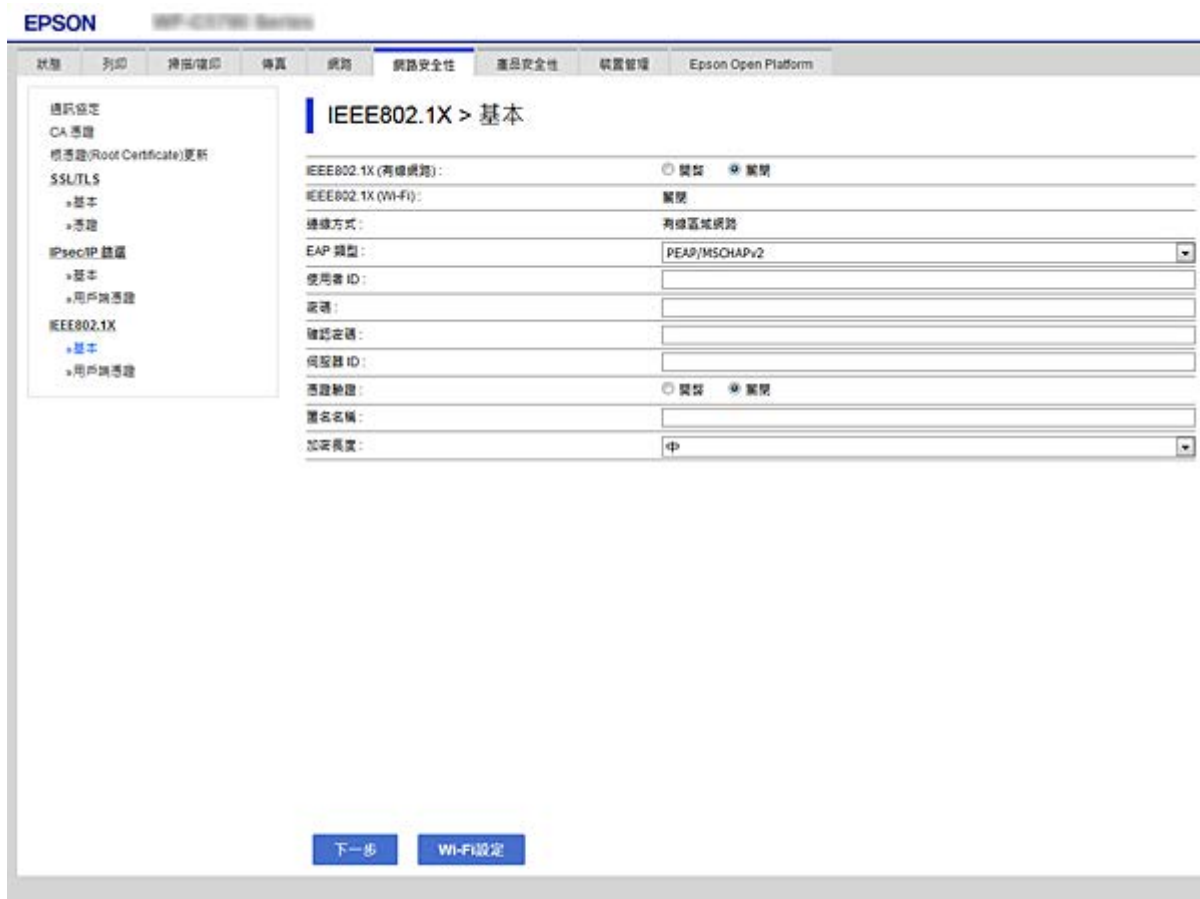 EPSON
狀態 列印 掃描/複印 傳真 網路 網路安全性 產品安全性 裝置管理 Epson Open Platform
通訊協定
CA 憑證
根憑證(Root Certificate)更新
SSL/TLS
»基本
»憑證
IPsec/IP 篩選
»基本
»用戶端憑證
IEEE802.1X
»基本
»用戶端憑證
IEEE802.1X > 基本
IEEE802.1X (有線網路) : 開啟 關閉
IEEE802.1X (Wi-Fi) : 關閉
連線方式 : 有線區域網路
EAP 類型 : PEAP/MSCHAPv2
使用者 ID :
密碼 :
確認密碼 :
伺服器 ID :
憑證驗證 : 開啟 關閉
匿名名稱 :
加密長度 : 中
下一步 Wi-Fi設定